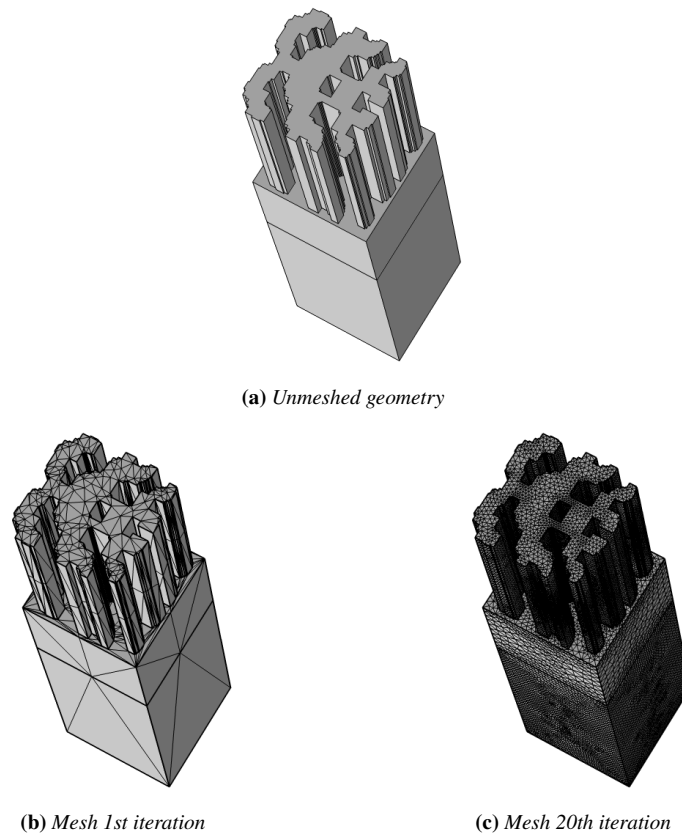 (a) Unmeshed geometry
(b) Mesh 1st iteration
(c) Mesh 20th iteration